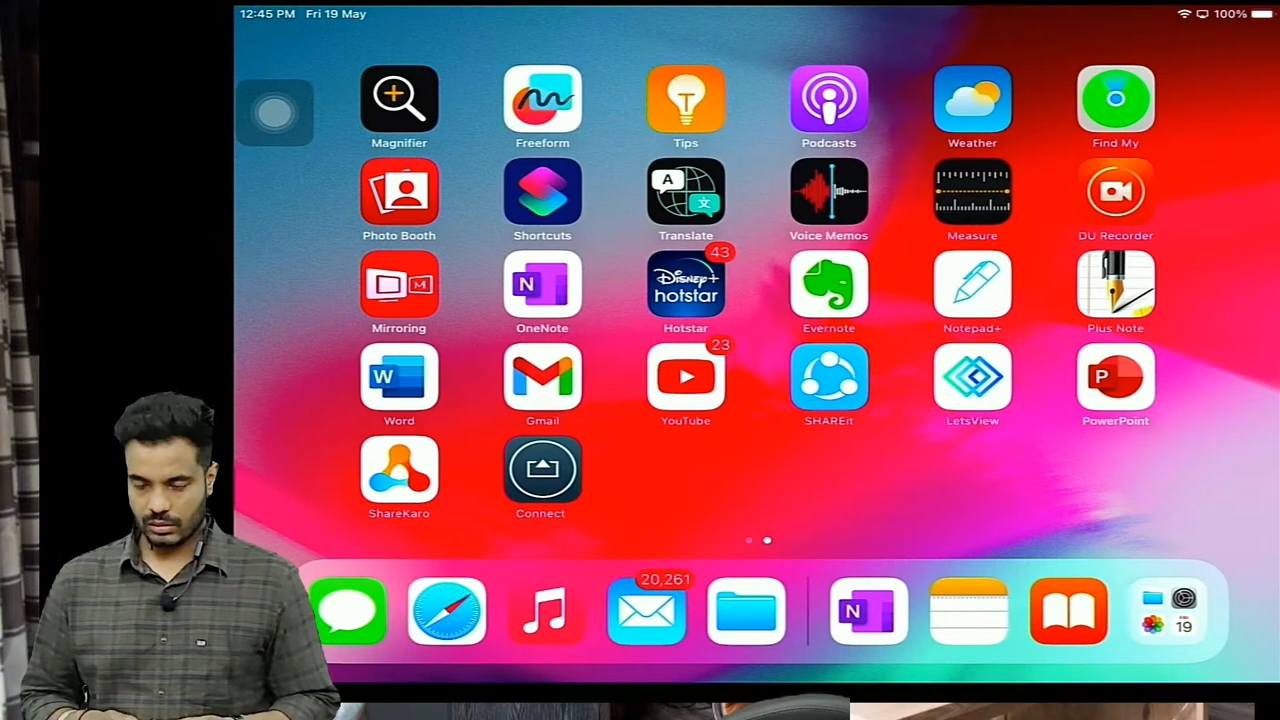 12:45 PM Fri 19 May
100%
Magnifier
Freeform
T
Tips
Podcasts
Weather
Find My
Photo Booth
Shortcuts
A
文
Translate
Voice Memos
Measure
DU Recorder
M
Mirroring
N
OneNote
43
Disney+
hotstar
Hotstar
Evernote
Notepad+
Plus Note
W
Word
Gmail
23
YouTube
SHAREit
LetsView
P
PowerPoint
ShareKaro
Connect
20,261
N
19